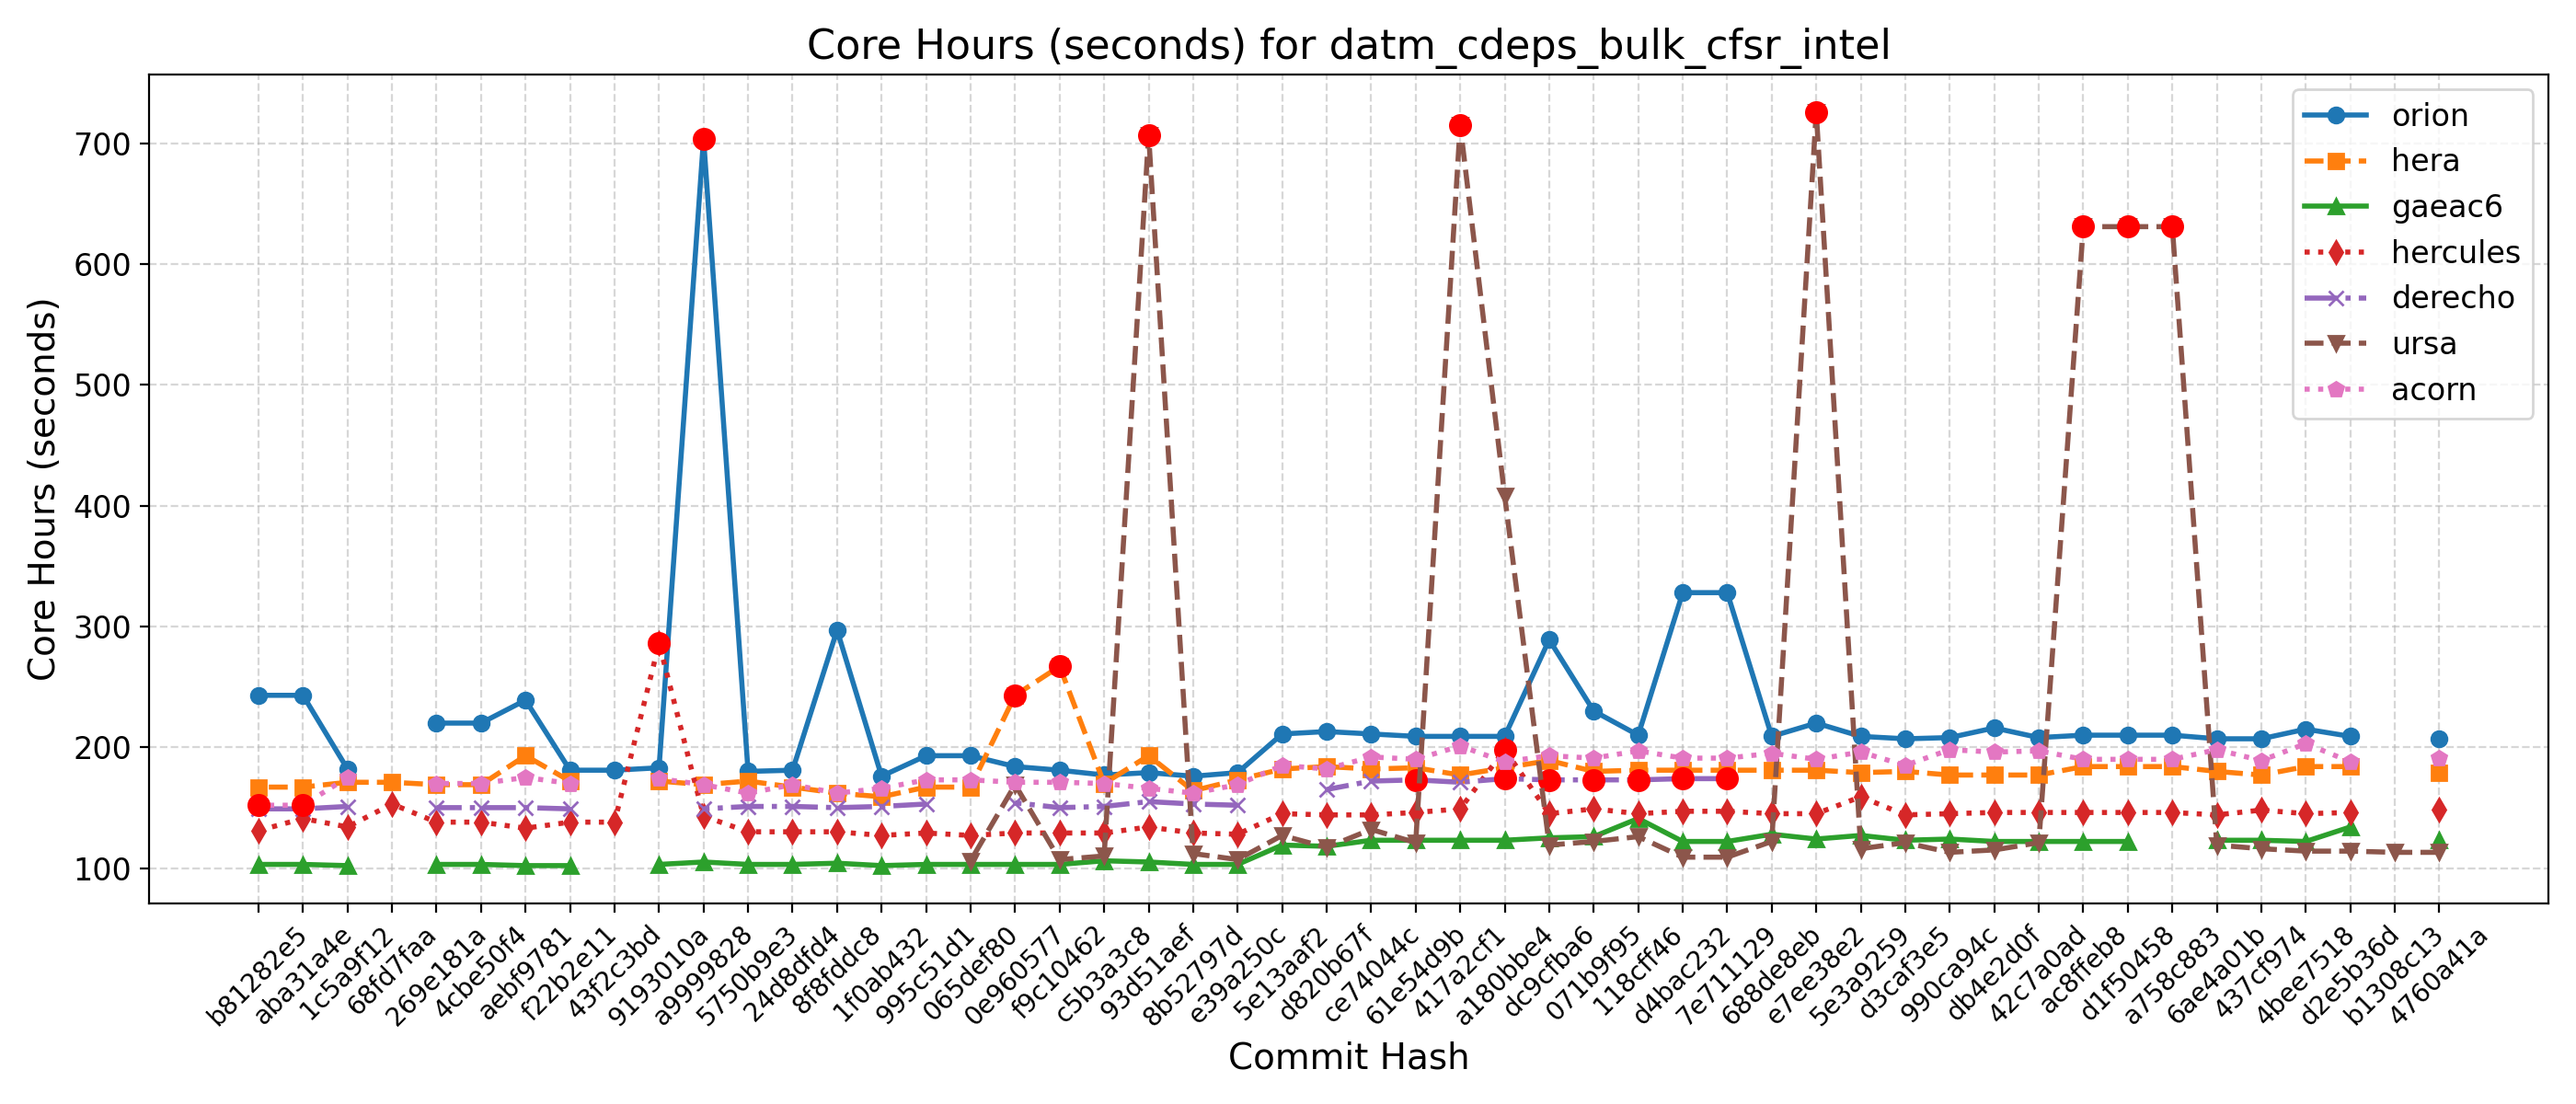 Core Hours (seconds) for datm_cdeps_bulk_cfsr_intel
Core Hours (seconds)
700
600
500
400
300
200
100
orion
hera
gaeac6
hercules
derecho
ursa
acorn
b81282e5
aba31a4e
1c5a9f12
68fd7faa
269e181a
4cbe50f4
aebf9781
f22b2e11
43f2c3bd
9193010a
a9999828
5750b9e3
24d8dfd4
8f8fddc8
1f0ab432
995c51d1
065def80
0e960577
f9c10462
c5b3a3c8
93d51aef
8b52797d
e39a250c
5e13aaf2
d820b67f
ce74044c
61e54d9b
417a2cf1
a180bbe4
dc9cfba6
071b9f95
118cff46
d4bac232
7e711129
688de8eb
e7ee38e2
5e3a9259
d3caf3e5
990ca94c
db4e2d0f
42c7a0ad
ac8ffeb8
d1f50458
a758c883
6ae4a01b
437cf974
4bee7518
d2e5b36d
b1308c13
4760a41a
Commit Hash